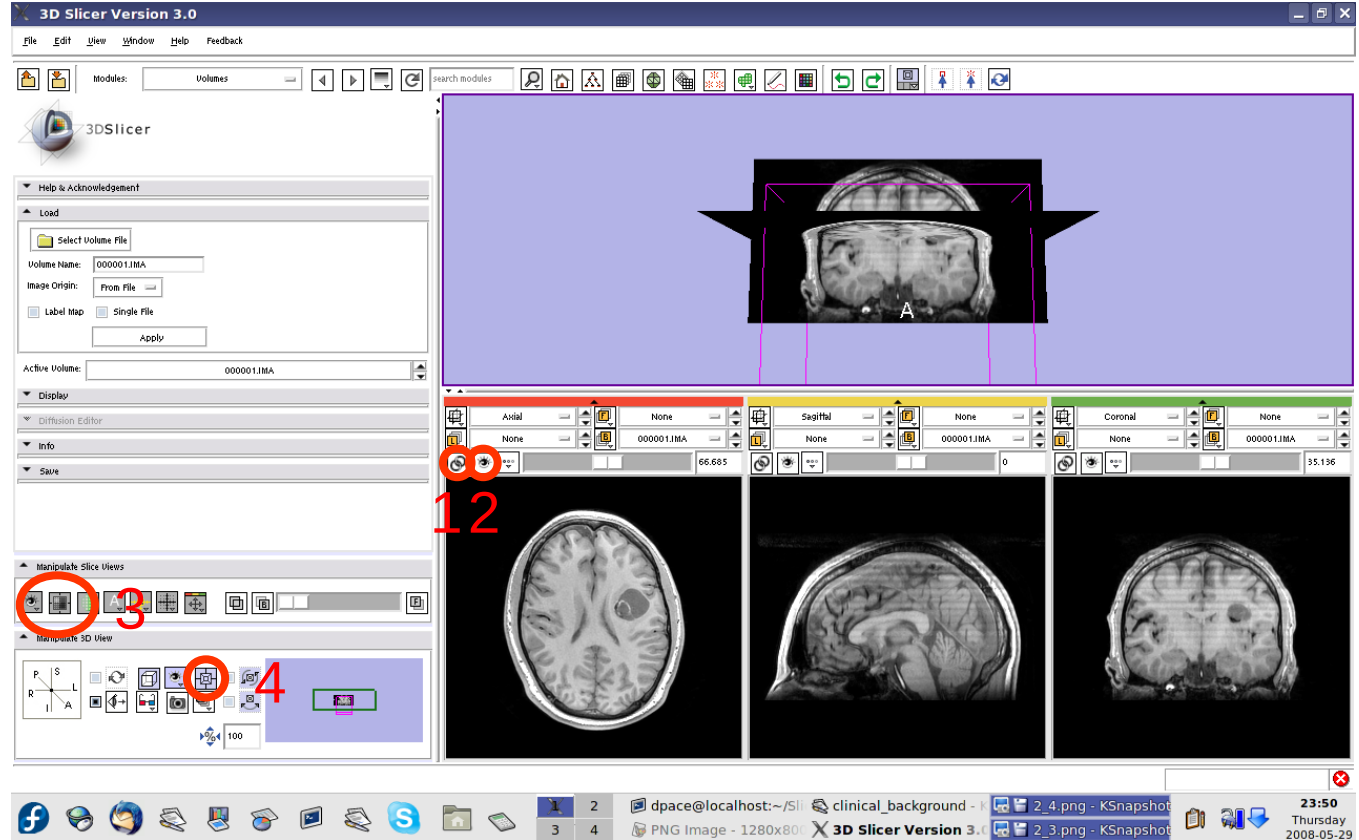 3D Slicer Version 3.0
File Edit View Window Help Feedback
Modules: Volumes search modules
3DSlicer
Help & Acknowledgement
Load
Select Volume File
Volume Name: 000001.IMA
Image Origin: From File
Label Map Single File
Apply
Active Volume: 000001.IMA
Display
Diffusion Editor
Info
Save
A
Axial F None
L None B 000001.IMA
66.685
Sagittal F None
L None B 000001.IMA
0
Coronal F None
L None B 000001.IMA
35.136
1 2
Manipulate Slice Views
A B F
3
Manipulate 3D View
P S
R L
I A
4
% 100
1 2
3 4
dpace@localhost:~/Sli
clinical_background - K
2_4.png - KSnapshot
PNG Image - 1280x800
3D Slicer Version 3.0
2_3.png - KSnapshot
23:50
Thursday
2008-05-29